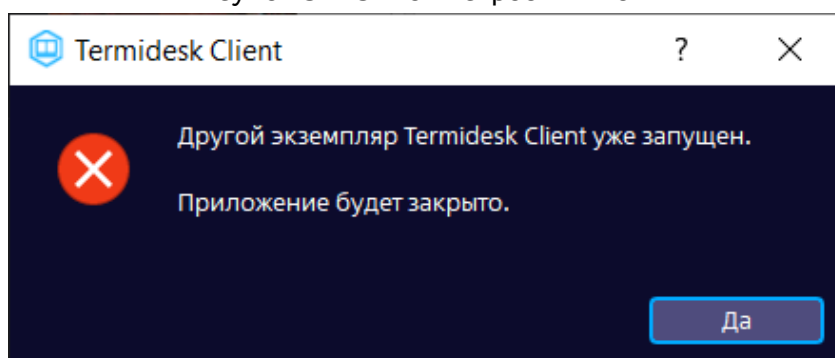 Termidesk Client
?
Другой экземпляр Termidesk Client уже запущен.
Приложение будет закрыто.
Да